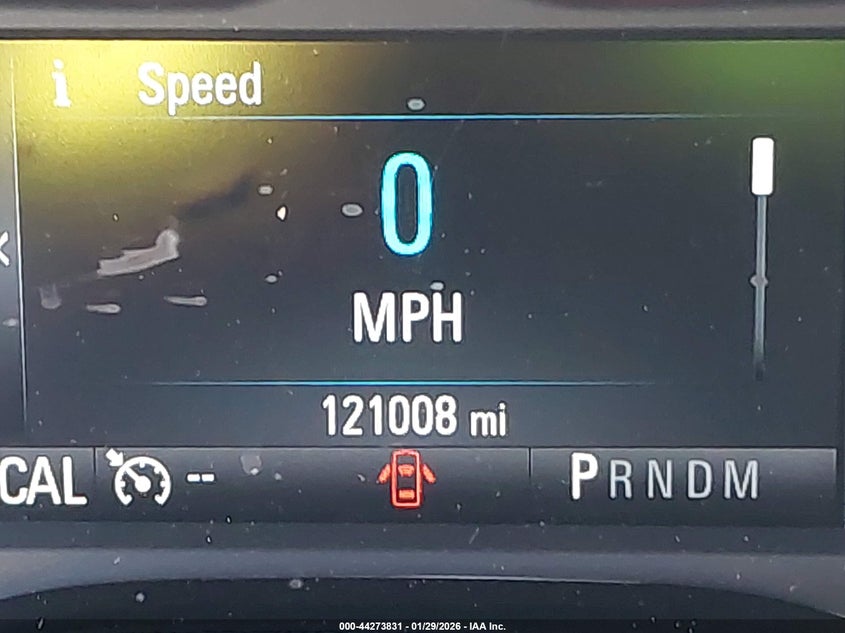 i Speed
0
MPH
121008 mi
CAL -- PRNDM
000-44273831 - 01/29/2026 - IAA Inc.